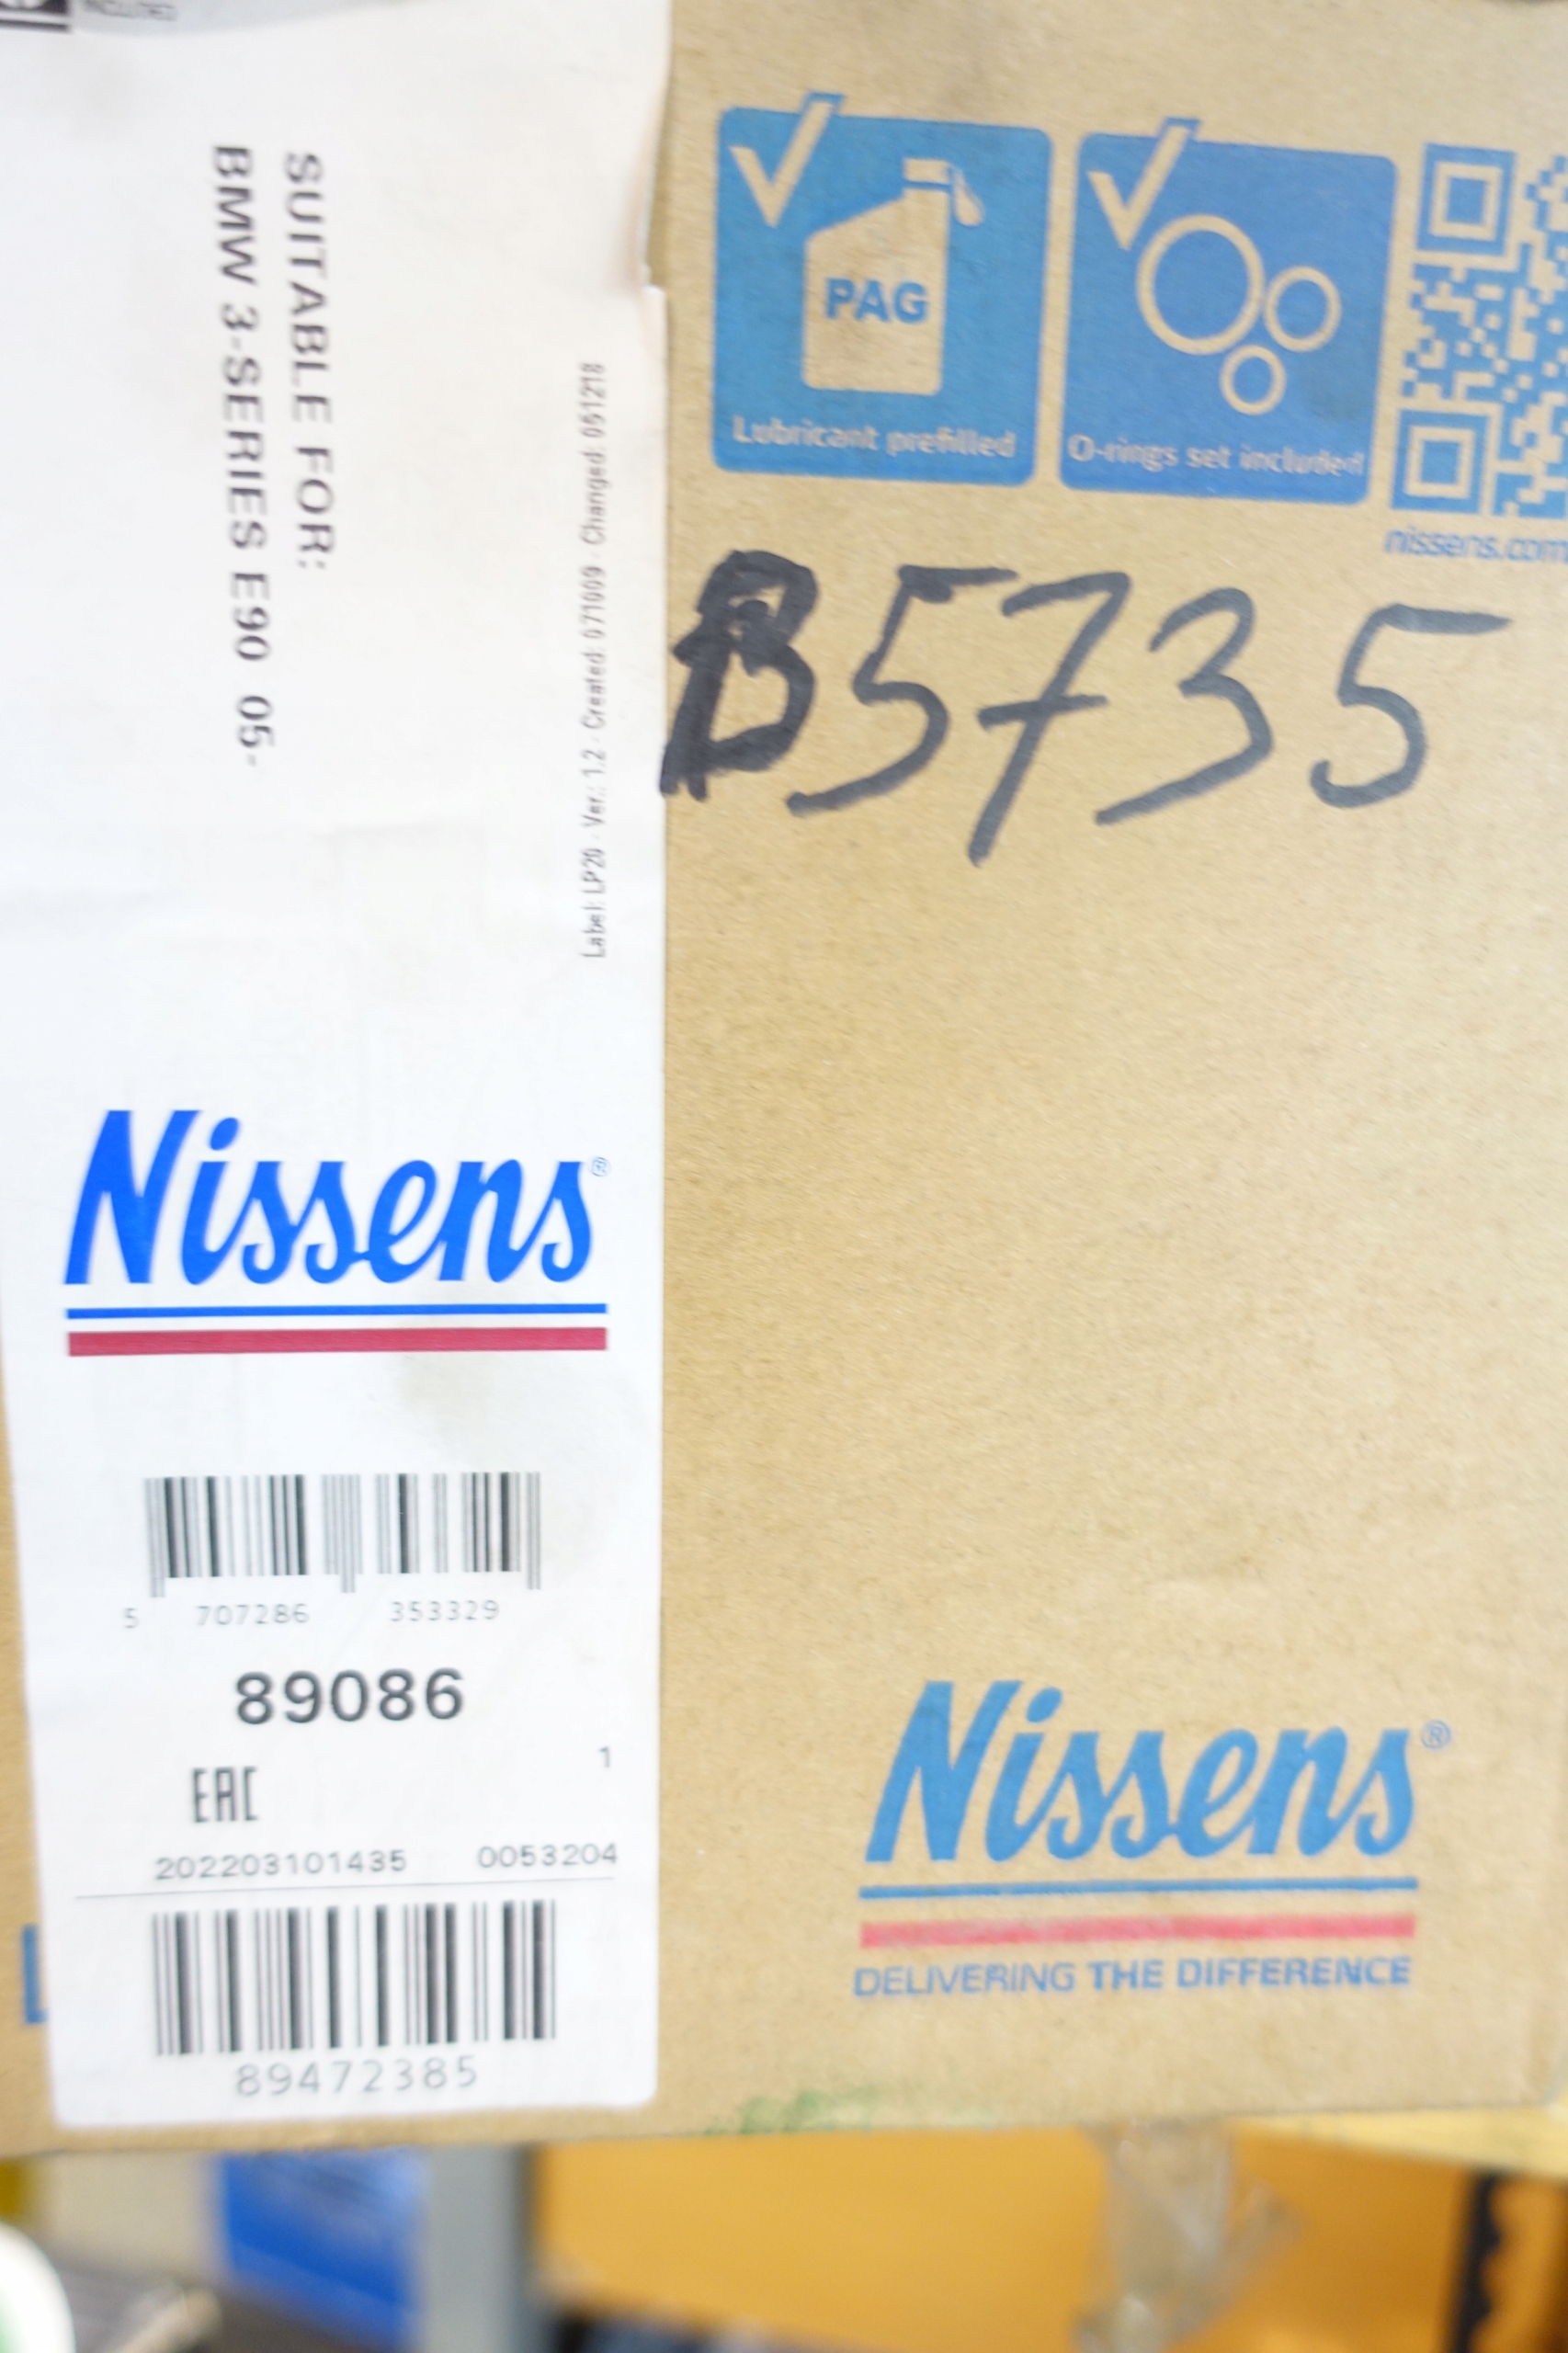 SUITABLE FOR:
BMW 3-SERIES E90 05-
Label: LP20 · Ver.: 1.2 · Created: 071009 · Changed: 051218
Nissens®
5 707286 353329
89086
EAC
1
202203101435 0053204
89472385
PAG
Lubricant prefilled
O-rings set included
nissens.com
B5735
Nissens®
DELIVERING THE DIFFERENCE